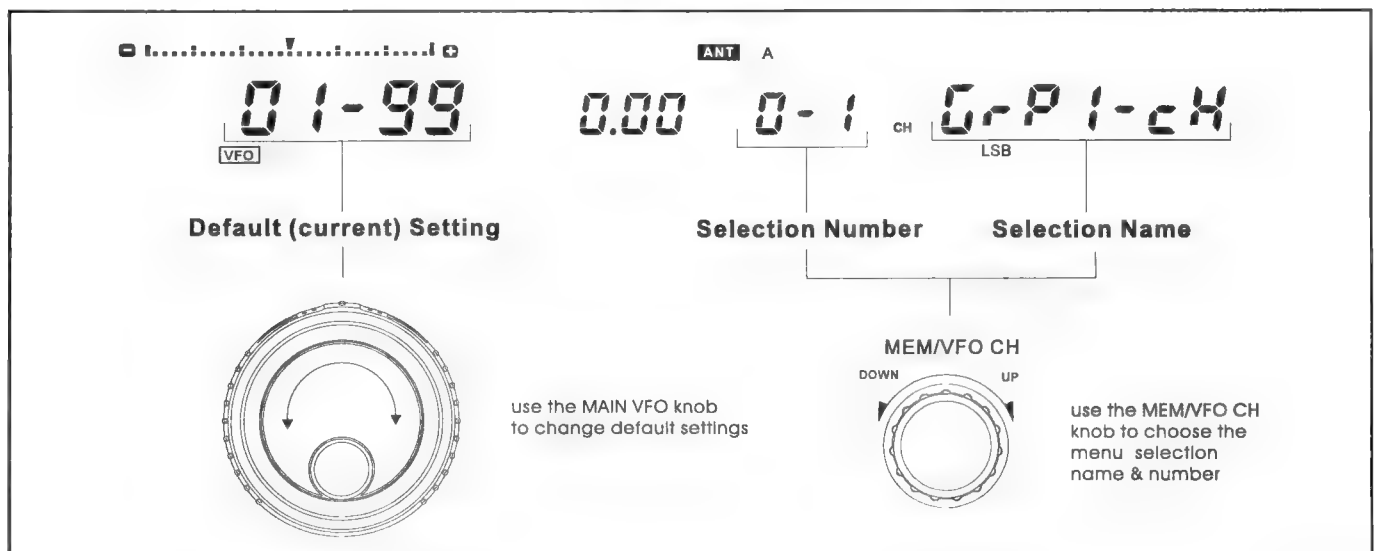 ANT A
01-99 0.00 0-1 CH GrP1-cH
VFO LSB
Default (current) Setting Selection Number Selection Name
MEM/VFO CH
DOWN UP
use the MAIN VFO knob
to change default settings
use the MEM/VFO CH
knob to choose the
menu selection
name & number